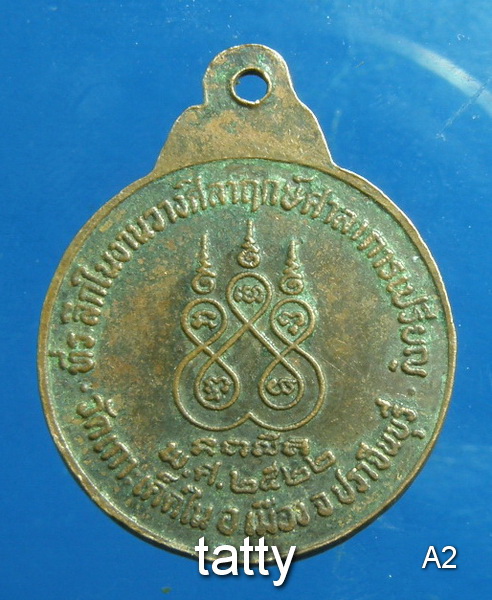 ที่ระลึกในงานวางศิลาฤกษ์ศาลาการเปรียญ
พ.ศ.๒๕๒๒
อ เมือง จ ปราจีนบุรี
tatty
A2